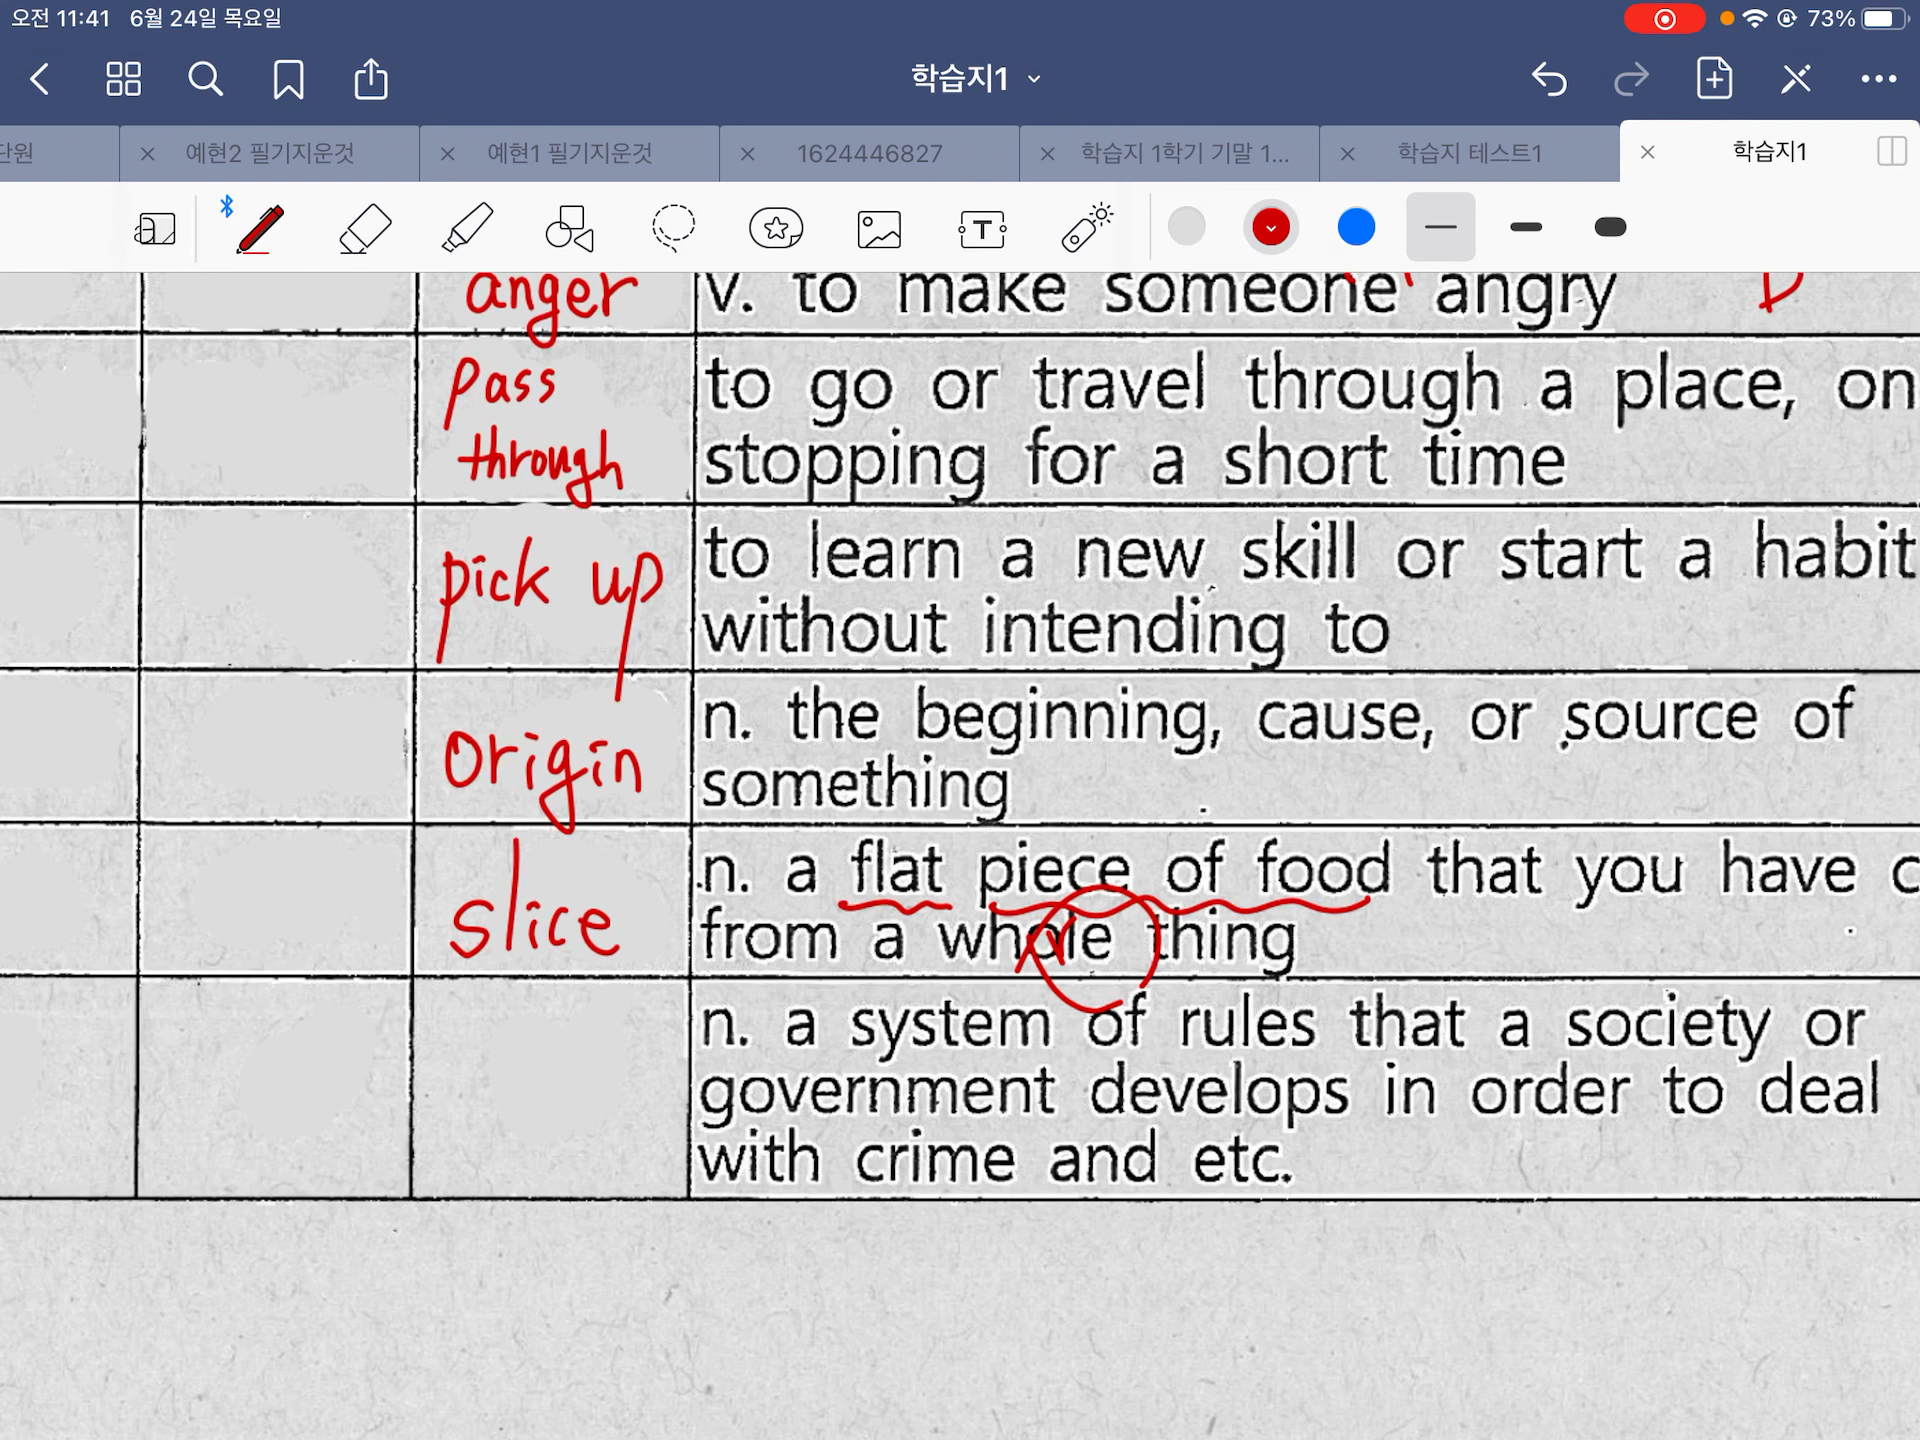 오전 11:41 6월 24일 목요일
73%
학습지1
단원
예현2 필기지운것
예현1 필기지운것
1624446827
학습지 1학기 기말 1...
학습지 테스트1
학습지1
anger
v. to make someone angry
pass
through
to go or travel through a place, on
stopping for a short time
pick up
to learn a new skill or start a habit
without intending to
origin
n. the beginning, cause, or source of
something
slice
n. a flat piece of food that you have c
from a whole thing
n. a system of rules that a society or
government develops in order to deal
with crime and etc.